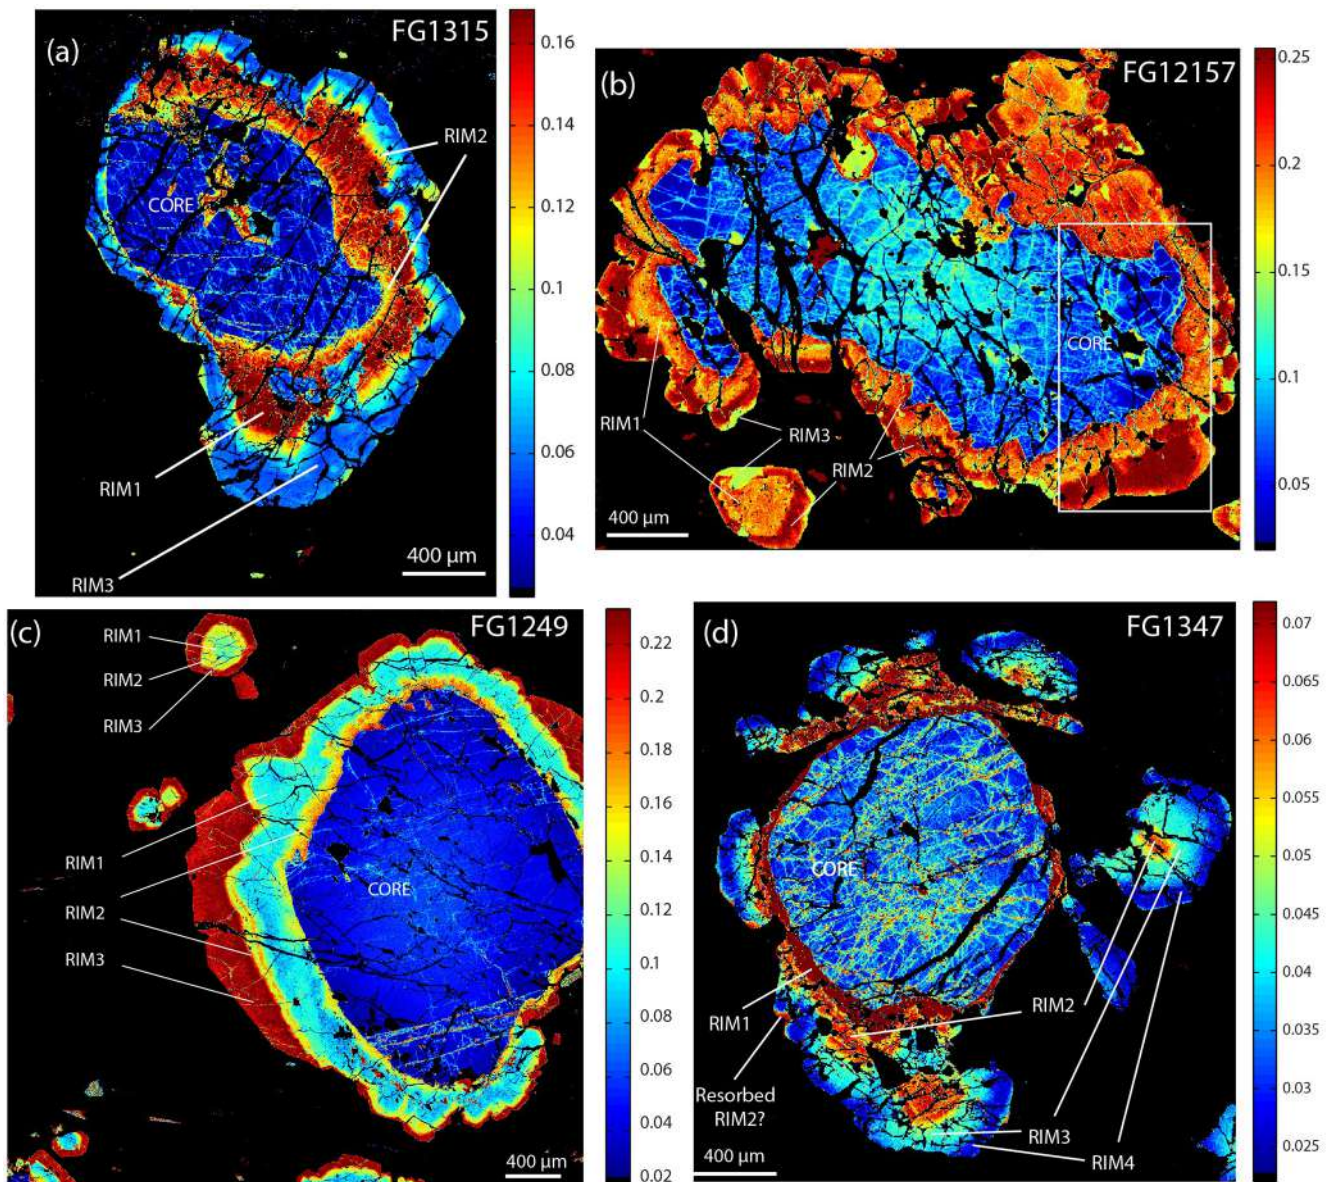 (a)
FG1315
CORE
RIM2
RIM1
RIM3
400 µm
0.16
0.14
0.12
0.1
0.08
0.06
0.04
(b)
FG12157
CORE
RIM1
RIM3
RIM2
400 µm
0.25
0.2
0.15
0.1
0.05
(c)
FG1249
RIM1
RIM2
RIM3
RIM1
CORE
RIM2
RIM3
400 µm
0.22
0.2
0.18
0.16
0.14
0.12
0.1
0.08
0.06
0.04
0.02
(d)
FG1347
CORE
RIM1
RIM2
Resorbed
RIM2?
RIM3
RIM4
400 µm
0.07
0.065
0.06
0.055
0.05
0.045
0.04
0.035
0.03
0.025